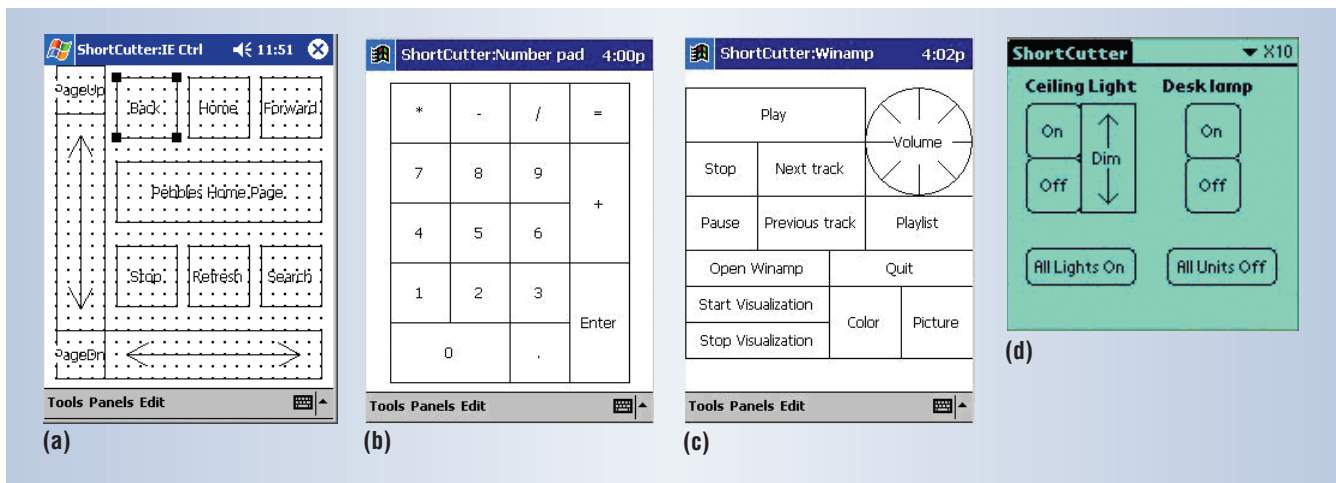 ShortCutter:IE Ctrl 11:51
PageUp
Back Home Forward
Pebbles Home Page
Stop Refresh Search
PageDn
Tools Panels Edit
(a)
ShortCutter:Number pad 4:00p
* - / =
7 8 9
+
4 5 6
1 2 3
Enter
0 .
Tools Panels Edit
(b)
ShortCutter:Winamp 4:02p
Play
Volume
Stop Next track
Pause Previous track Playlist
Open Winamp Quit
Start Visualization
Color Picture
Stop Visualization
Tools Panels Edit
(c)
ShortCutter X10
Ceiling Light Desk lamp
On On
Dim
Off Off
All Lights On All Units Off
(d)